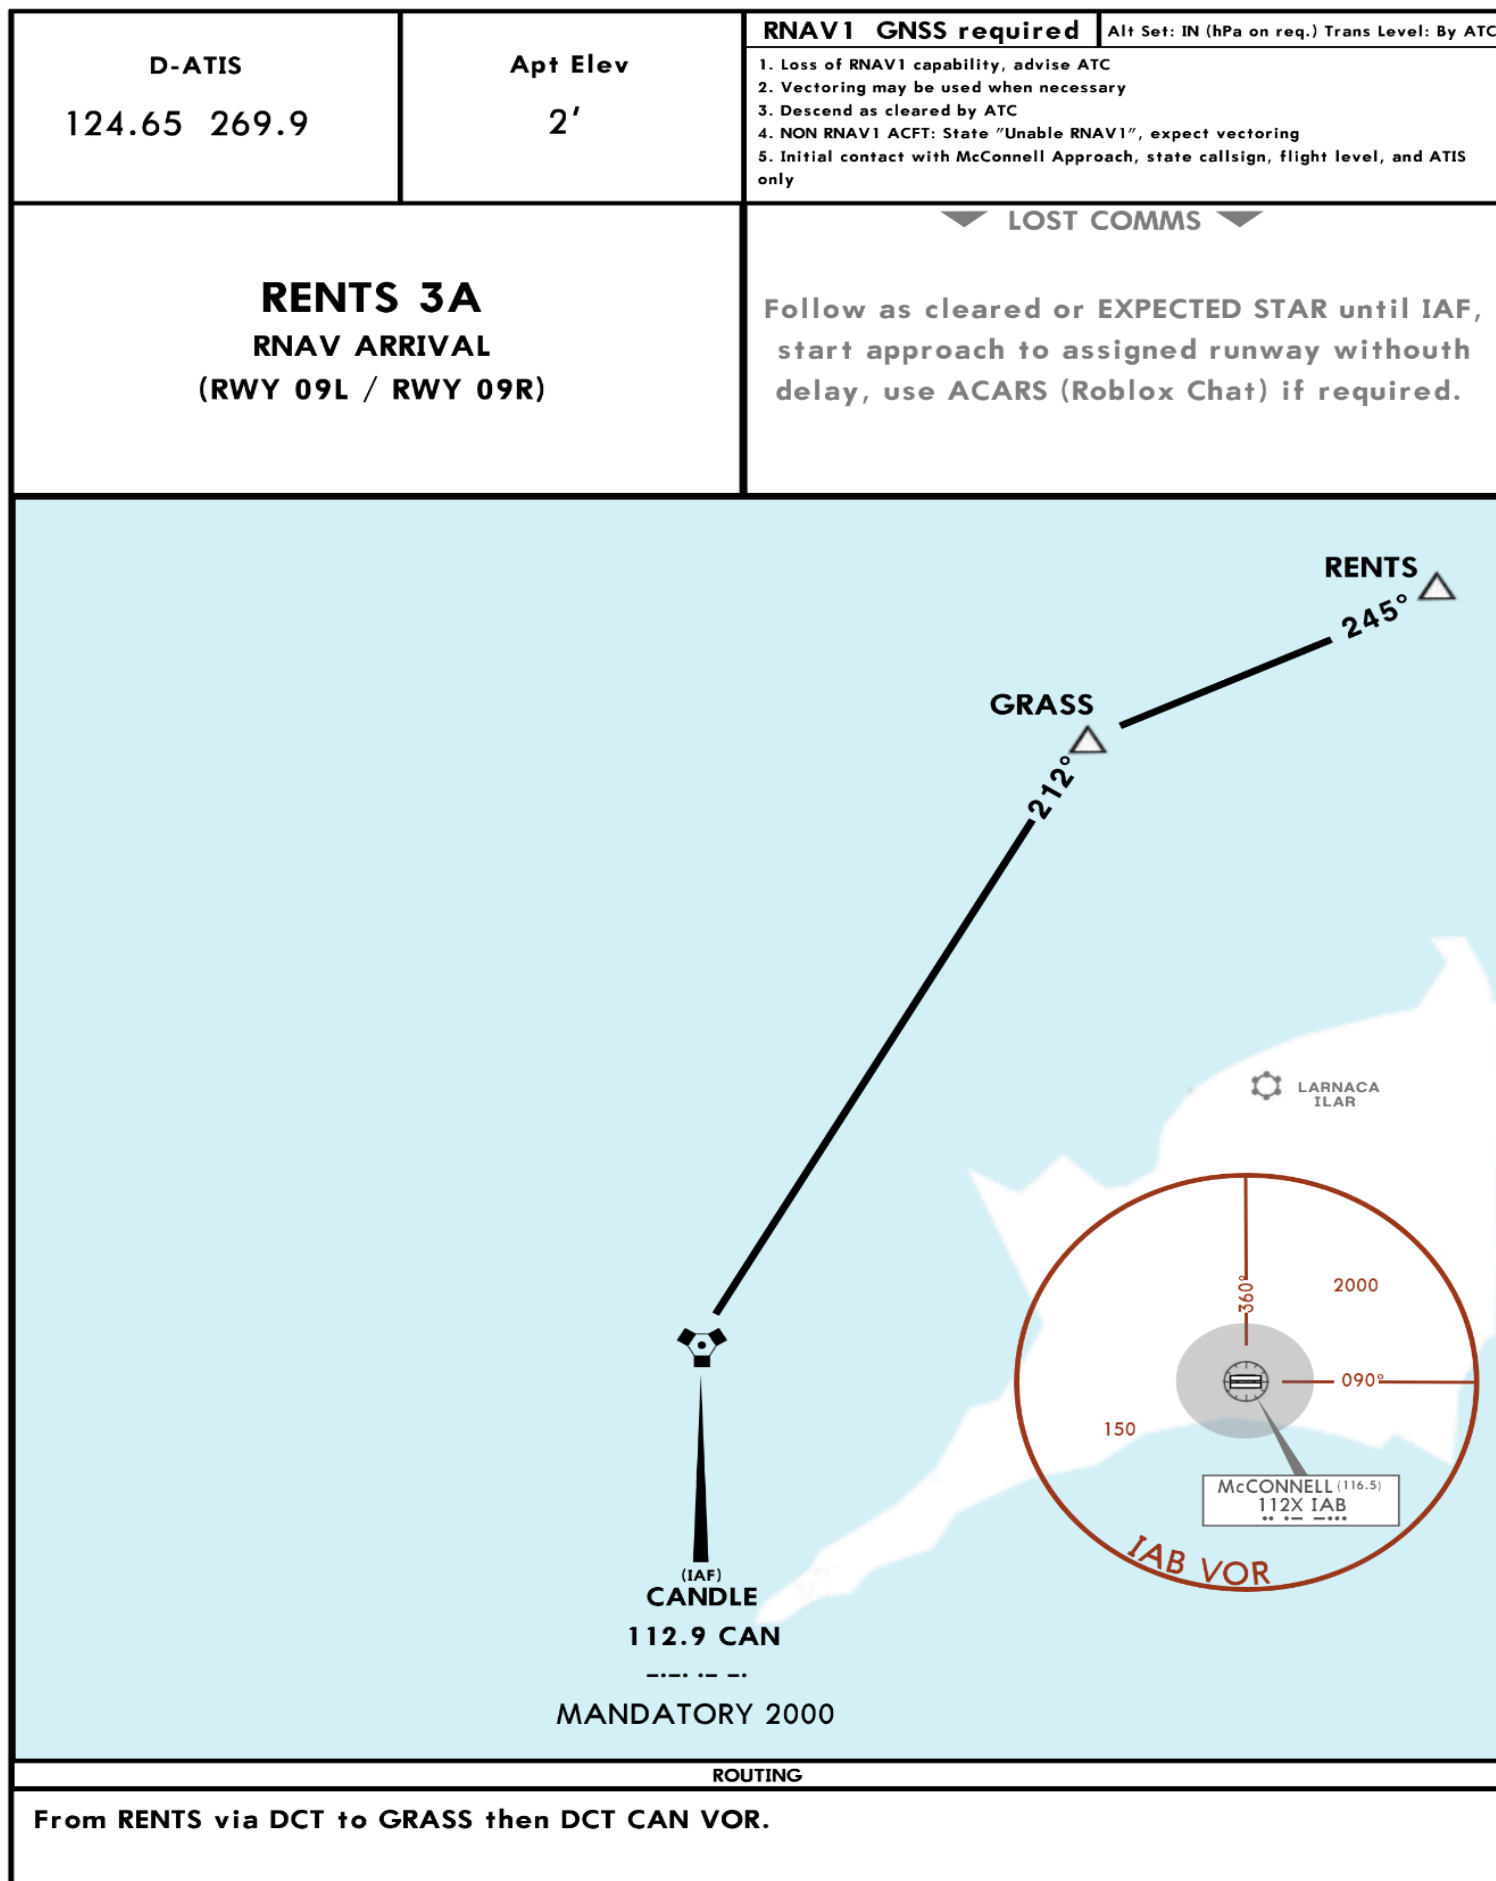 D-ATIS
124.65 269.9
Apt Elev
2'
RNAV1 GNSS required
Alt Set: IN (hPa on req.) Trans Level: By ATC
1. Loss of RNAV1 capability, advise ATC
2. Vectoring may be used when necessary
3. Descend as cleared by ATC
4. NON RNAV1 ACFT: State "Unable RNAV1", expect vectoring
5. Initial contact with McConnell Approach, state callsign, flight level, and ATIS
only
RENTS 3A
RNAV ARRIVAL
(RWY 09L / RWY 09R)
LOST COMMS
Follow as cleared or EXPECTED STAR until IAF,
start approach to assigned runway withouth
delay, use ACARS (Roblox Chat) if required.
RENTS
245°
GRASS
212°
LARNACA
ILAR
360°
2000
090°
150
McCONNELL (116.5)
112X IAB
·· ·— —···
IAB VOR
(IAF)
CANDLE
112.9 CAN
—·—· ·— —·
MANDATORY 2000
ROUTING
From RENTS via DCT to GRASS then DCT CAN VOR.